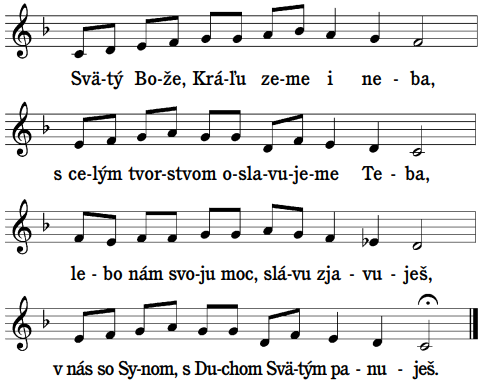 Svä-tý Bo-že, Krá-ľu ze-me i ne - ba,
s ce-lým tvor-stvom o-sla-vu-je-me Te - ba,
le - bo nám svo-ju moc, slá-vu zja - vu - ješ,
v nás so Sy-nom, s Du-chom Svä-tým pa - nu - ješ.